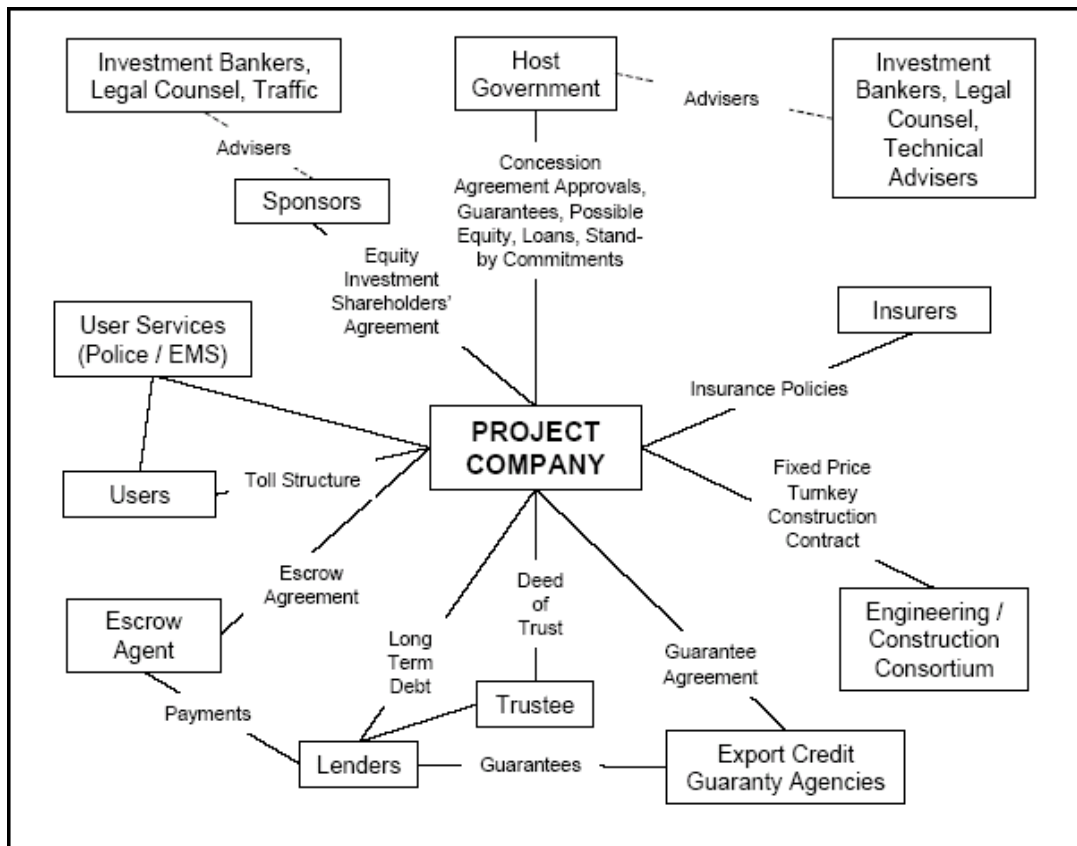 Investment Bankers,
Legal Counsel, Traffic
Host
Government
Advisers
Investment
Bankers, Legal
Counsel,
Technical
Advisers
Advisers
Sponsors
Concession
Agreement Approvals,
Guarantees, Possible
Equity, Loans, Stand-
by Commitments
Equity
Investment
Shareholders'
Agreement
User Services
(Police / EMS)
Insurers
Insurance Policies
PROJECT
COMPANY
Users
Toll Structure
Fixed Price
Turnkey
Construction
Contract
Escrow
Agreement
Deed
of
Trust
Escrow
Agent
Long
Term
Debt
Guarantee
Agreement
Engineering /
Construction
Consortium
Payments
Trustee
Lenders
Guarantees
Export Credit
Guaranty Agencies